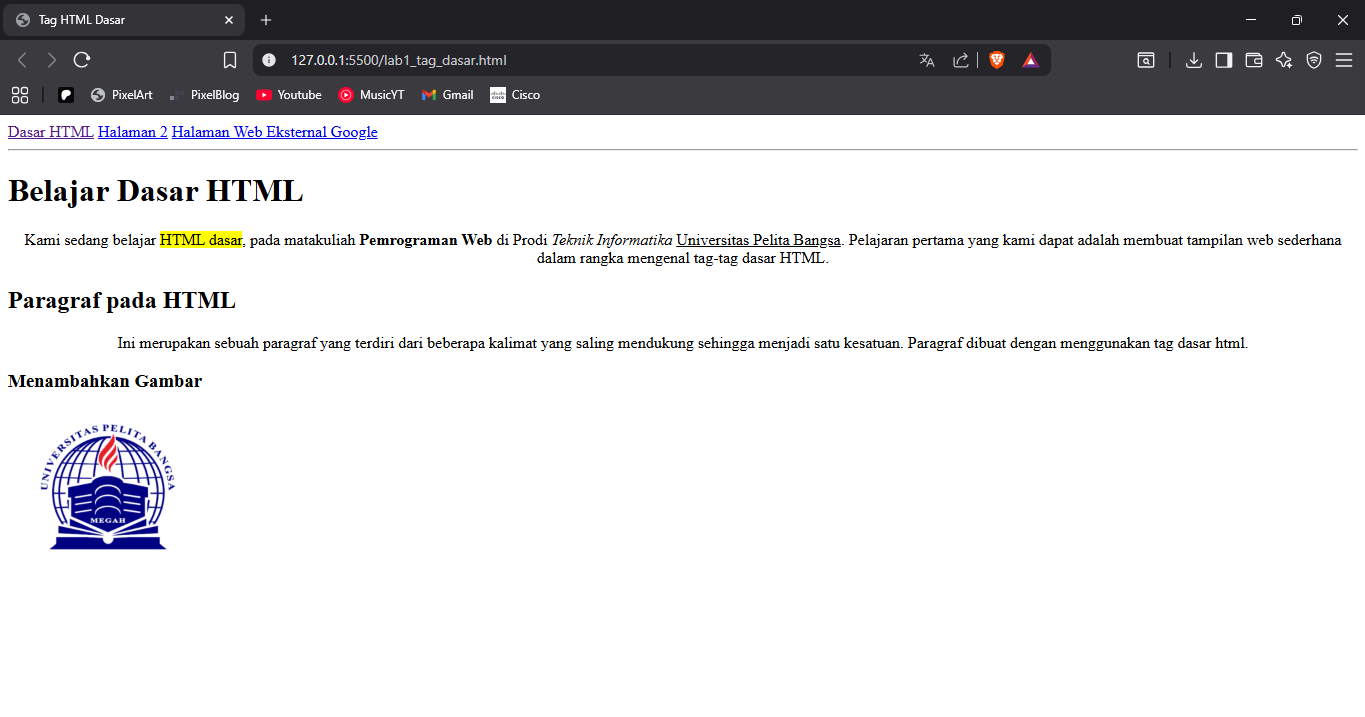 Tag HTML Dasar
127.0.0.1:5500/lab1_tag_dasar.html
PixelArt PixelBlog Youtube MusicYT Gmail Cisco
Dasar HTML Halaman 2 Halaman Web Eksternal Google
Belajar Dasar HTML
Kami sedang belajar HTML dasar, pada matakuliah Pemrograman Web di Prodi Teknik Informatika Universitas Pelita Bangsa. Pelajaran pertama yang kami dapat adalah membuat tampilan web sederhana
dalam rangka mengenal tag-tag dasar HTML.
Paragraf pada HTML
Ini merupakan sebuah paragraf yang terdiri dari beberapa kalimat yang saling mendukung sehingga menjadi satu kesatuan. Paragraf dibuat dengan menggunakan tag dasar html.
Menambahkan Gambar
UNIVERSITAS PELITA BANGSA
MEGAH